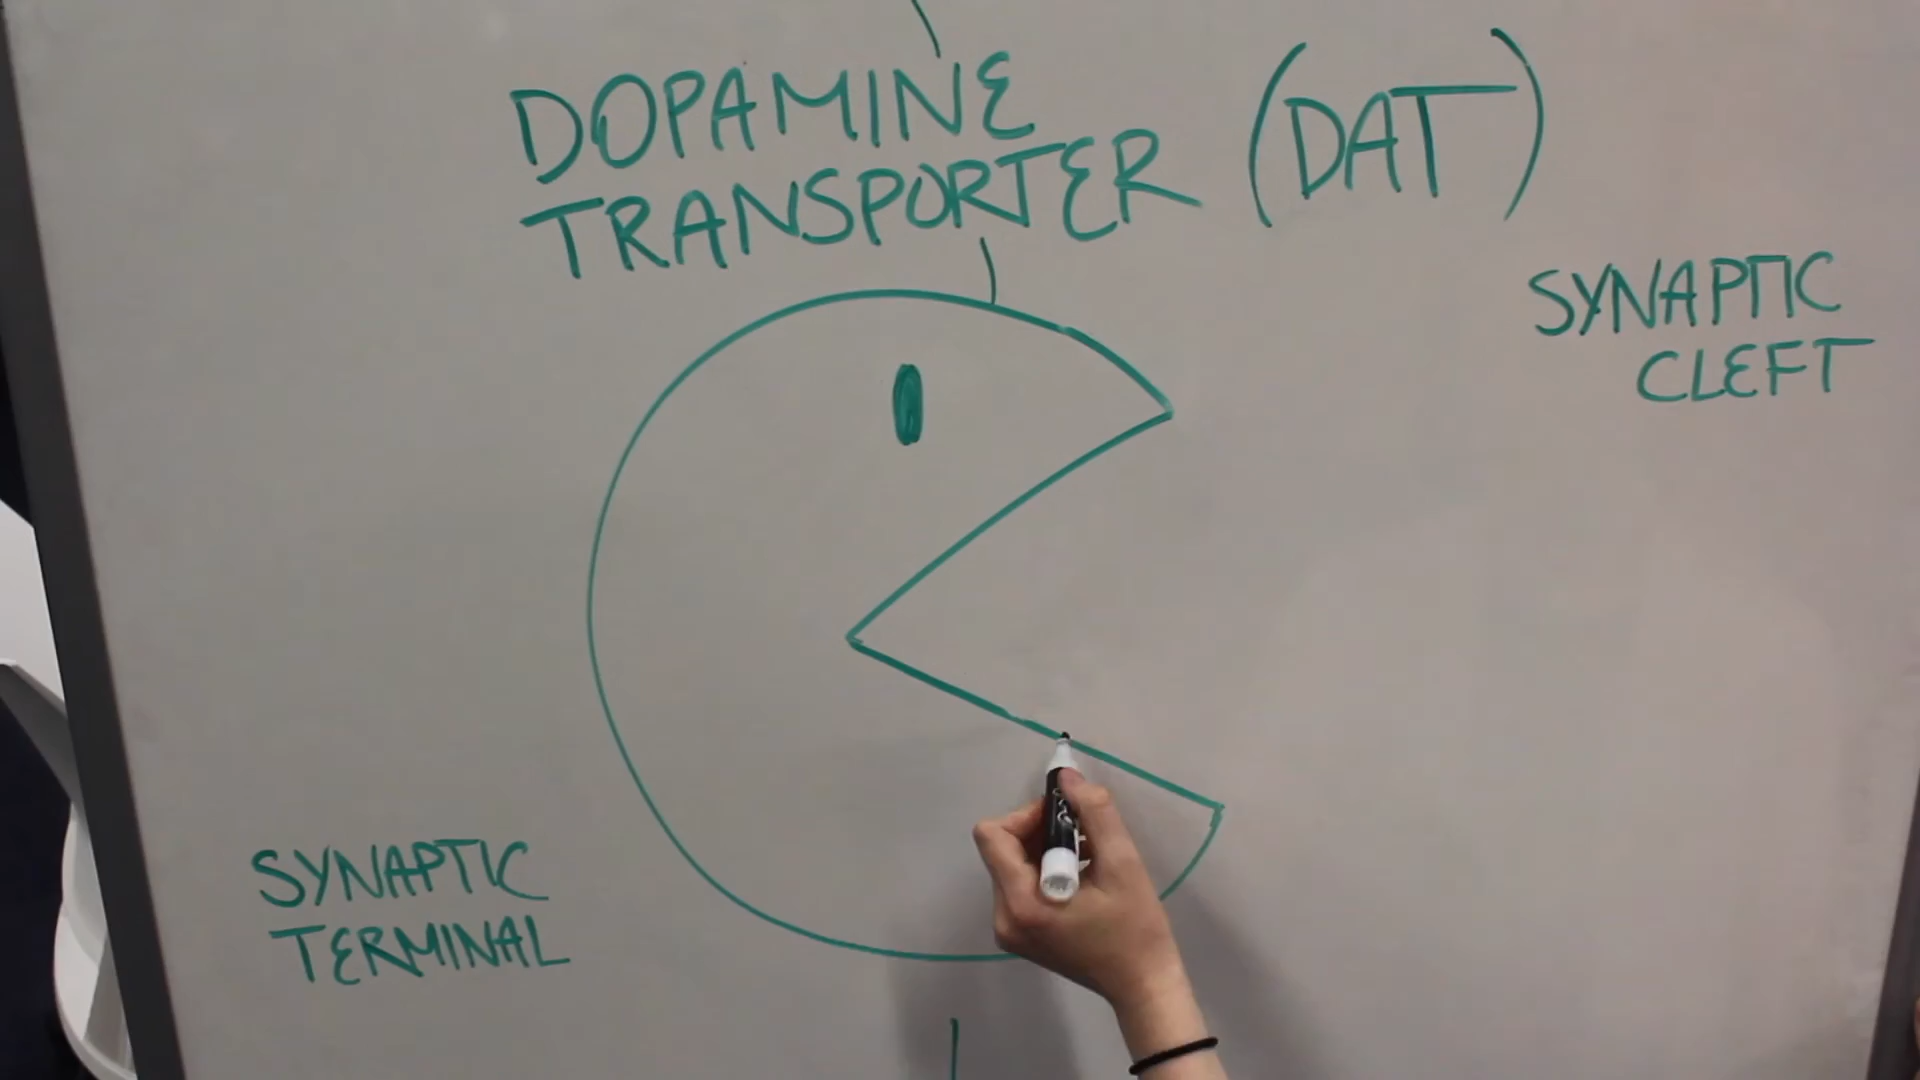 DOPAMINE
TRANSPORTER (DAT)
SYNAPTIC
CLEFT
SYNAPTIC
TERMINAL